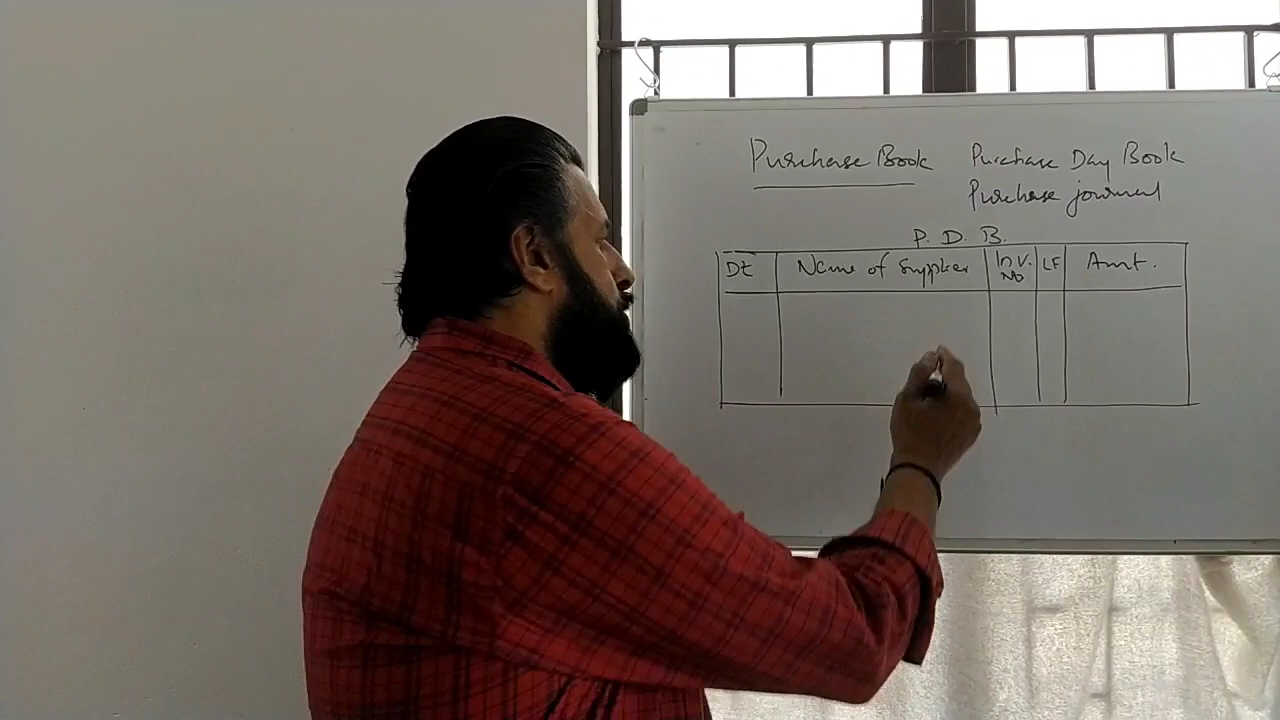 Purchase Book Purchase Day Book
Purchase journal
P. D. B.
Dt Name of Supplier Inv. No LF Amt.